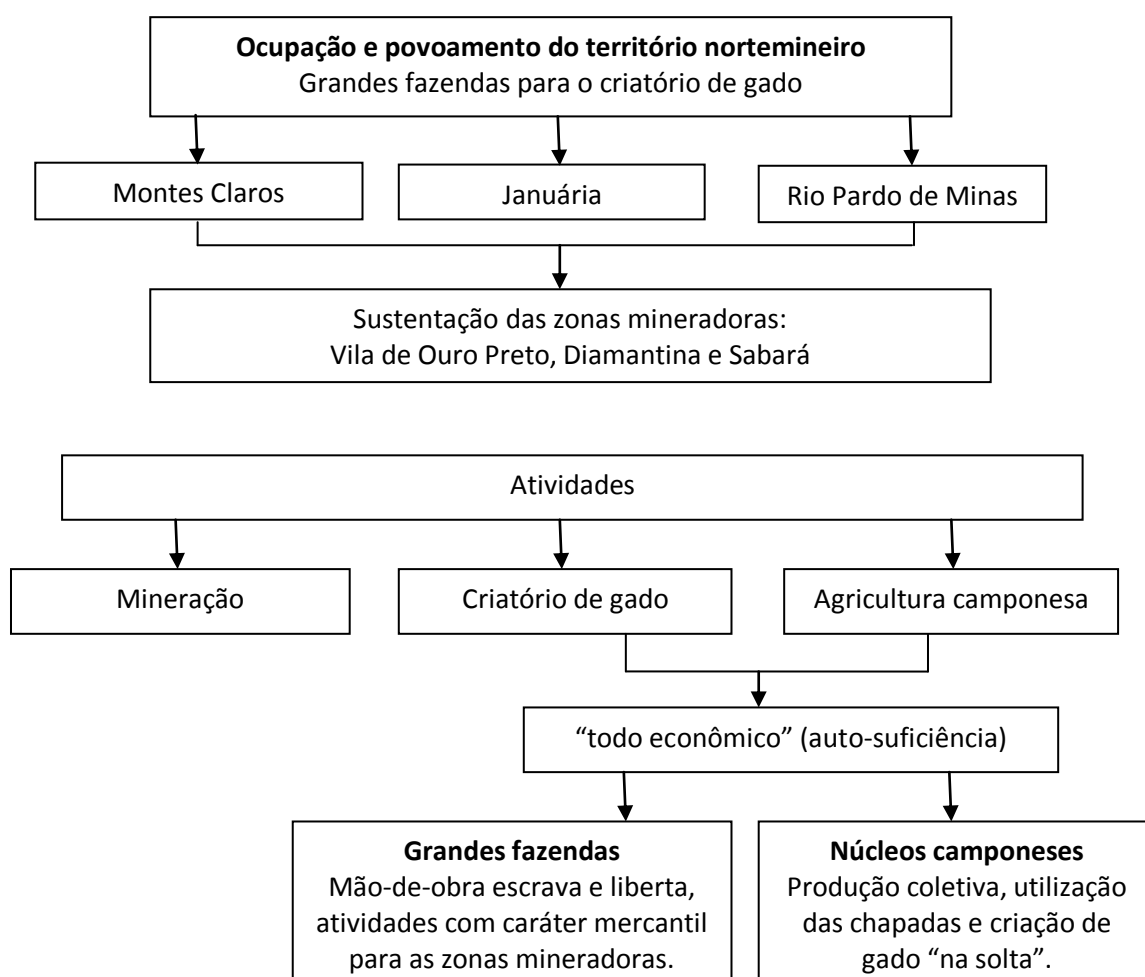 Ocupação e povoamento do território nortemineiro
Grandes fazendas para o criatório de gado
Montes Claros
Januária
Rio Pardo de Minas
Sustentação das zonas mineradoras:
Vila de Ouro Preto, Diamantina e Sabará
Atividades
Mineração
Criatório de gado
Agricultura camponesa
“todo econômico” (auto-suficiência)
Grandes fazendas
Mão-de-obra escrava e liberta,
atividades com caráter mercantil
para as zonas mineradoras.
Núcleos camponeses
Produção coletiva, utilização
das chapadas e criação de
gado “na solta”.